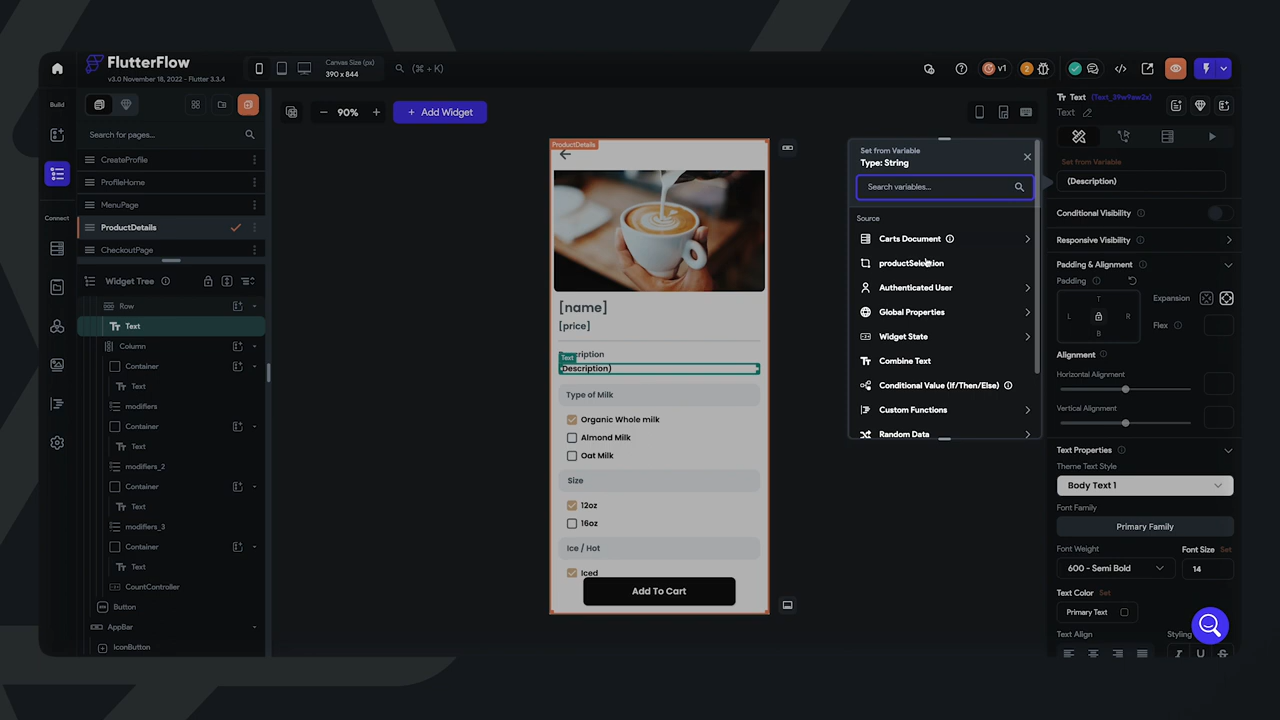 FlutterFlow
v3.0 November 18, 2022 - Flutter 3.3.4
Canvas Size (px)
390 x 844
(⌘ + K)
v1
2
Build
Search for pages...
CreateProfile
ProfileHome
MenuPage
ProductDetails
CheckoutPage
Connect
Widget Tree
Row
Text
Column
Container
Text
modifiers
Container
Text
modifiers_2
Container
Text
modifiers_3
Container
Text
CountController
Button
AppBar
IconButton
90%
+ Add Widget
ProductDetails
[name]
[price]
Text
(Description)
Type of Milk
Organic Whole milk
Almond Milk
Oat Milk
Size
12oz
16oz
Ice / Hot
Iced
Add To Cart
Set from Variable
Type: String
Search variables...
Source
Carts Document
productSelection
Authenticated User
Global Properties
Widget State
Combine Text
Conditional Value (If/Then/Else)
Custom Functions
Random Data
Text (Text_39w9ew2x)
Text
Set from Variable
(Description)
Conditional Visibility
Responsive Visibility
Padding & Alignment
Padding
T
L
R
B
Expansion
Flex
Alignment
Horizontal Alignment
Vertical Alignment
Text Properties
Theme Text Style
Body Text 1
Font Family
Primary Family
Font Weight
Font Size
Set
600 - Semi Bold
14
Text Color
Set
Primary Text
Text Align
Styling